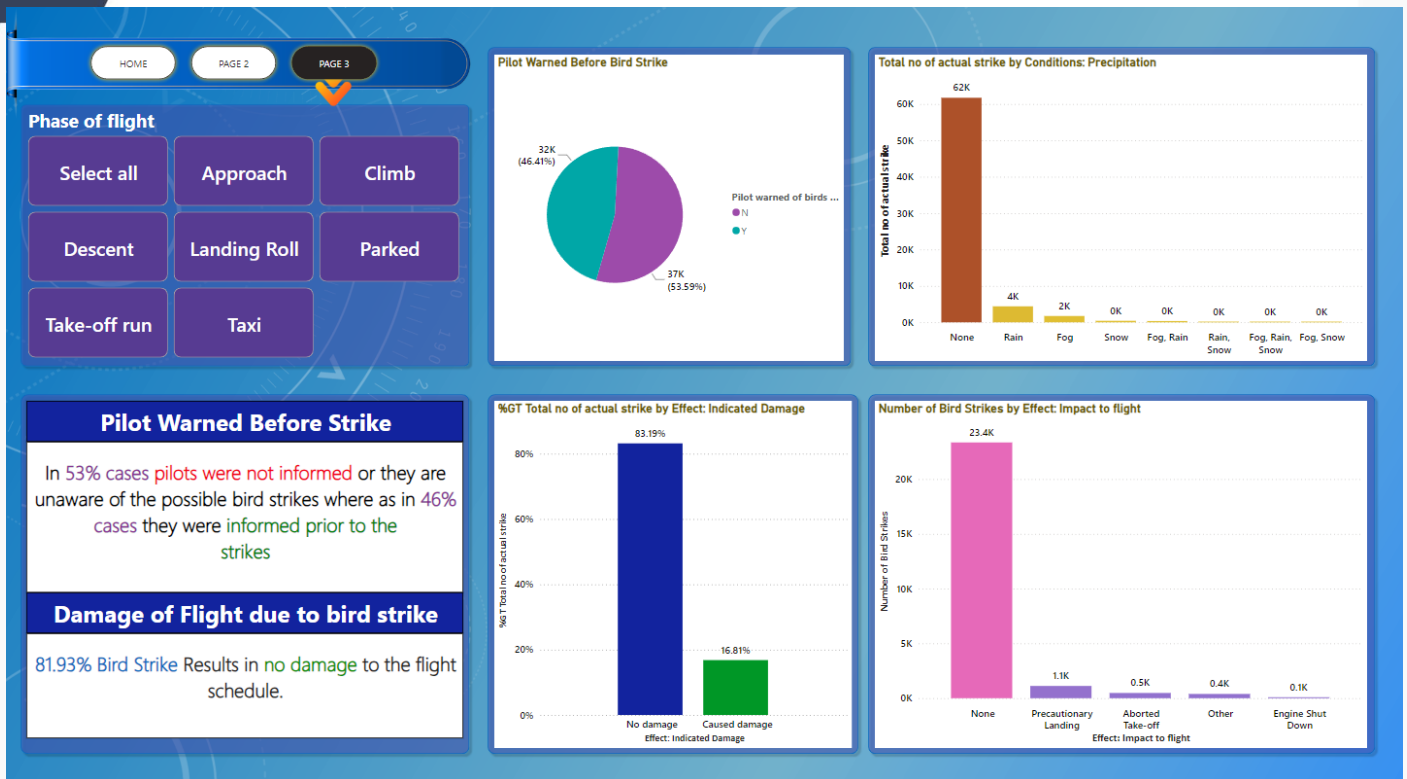 HOME
PAGE 2
PAGE 3
Phase of flight
Select all
Approach
Climb
Descent
Landing Roll
Parked
Take-off run
Taxi
Pilot Warned Before Strike
In 53% cases pilots were not informed or they are
unaware of the possible bird strikes where as in 46%
cases they were informed prior to the
strikes
Damage of Flight due to bird strike
81.93% Bird Strike Results in no damage to the flight
schedule.
Pilot Warned Before Bird Strike
32K
(46.41%)
37K
(53.59%)
Pilot warned of birds ...
N
Y
Total no of actual strike by Conditions: Precipitation
Total no of actual strike
60K
50K
40K
30K
20K
10K
0K
62K
4K
2K
0K
0K
0K
0K
0K
None
Rain
Fog
Snow
Fog, Rain
Rain,
Snow
Fog, Rain,
Snow
Fog, Snow
%GT Total no of actual strike by Effect: Indicated Damage
%GT Total no of actual strike
80%
60%
40%
20%
0%
83.19%
16.81%
No damage
Caused damage
Effect: Indicated Damage
Number of Bird Strikes by Effect: Impact to flight
Number of Bird Strikes
20K
15K
10K
5K
0K
23.4K
1.1K
0.5K
0.4K
0.1K
None
Precautionary
Landing
Aborted
Take-off
Other
Engine Shut
Down
Effect: Impact to flight